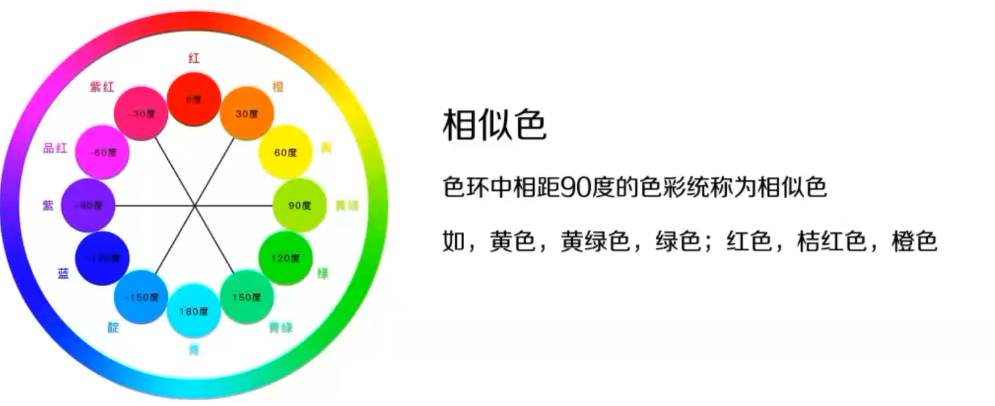 红
紫红
橙
0度
-30度
30度
品红
黄
-60度
60度
紫
-90度
90度
黄绿
蓝
120度
绿
-150度
150度
180度
靛
青绿
青
相似色
色环中相距90度的色彩统称为相似色
如，黄色，黄绿色，绿色；红色，桔红色，橙色